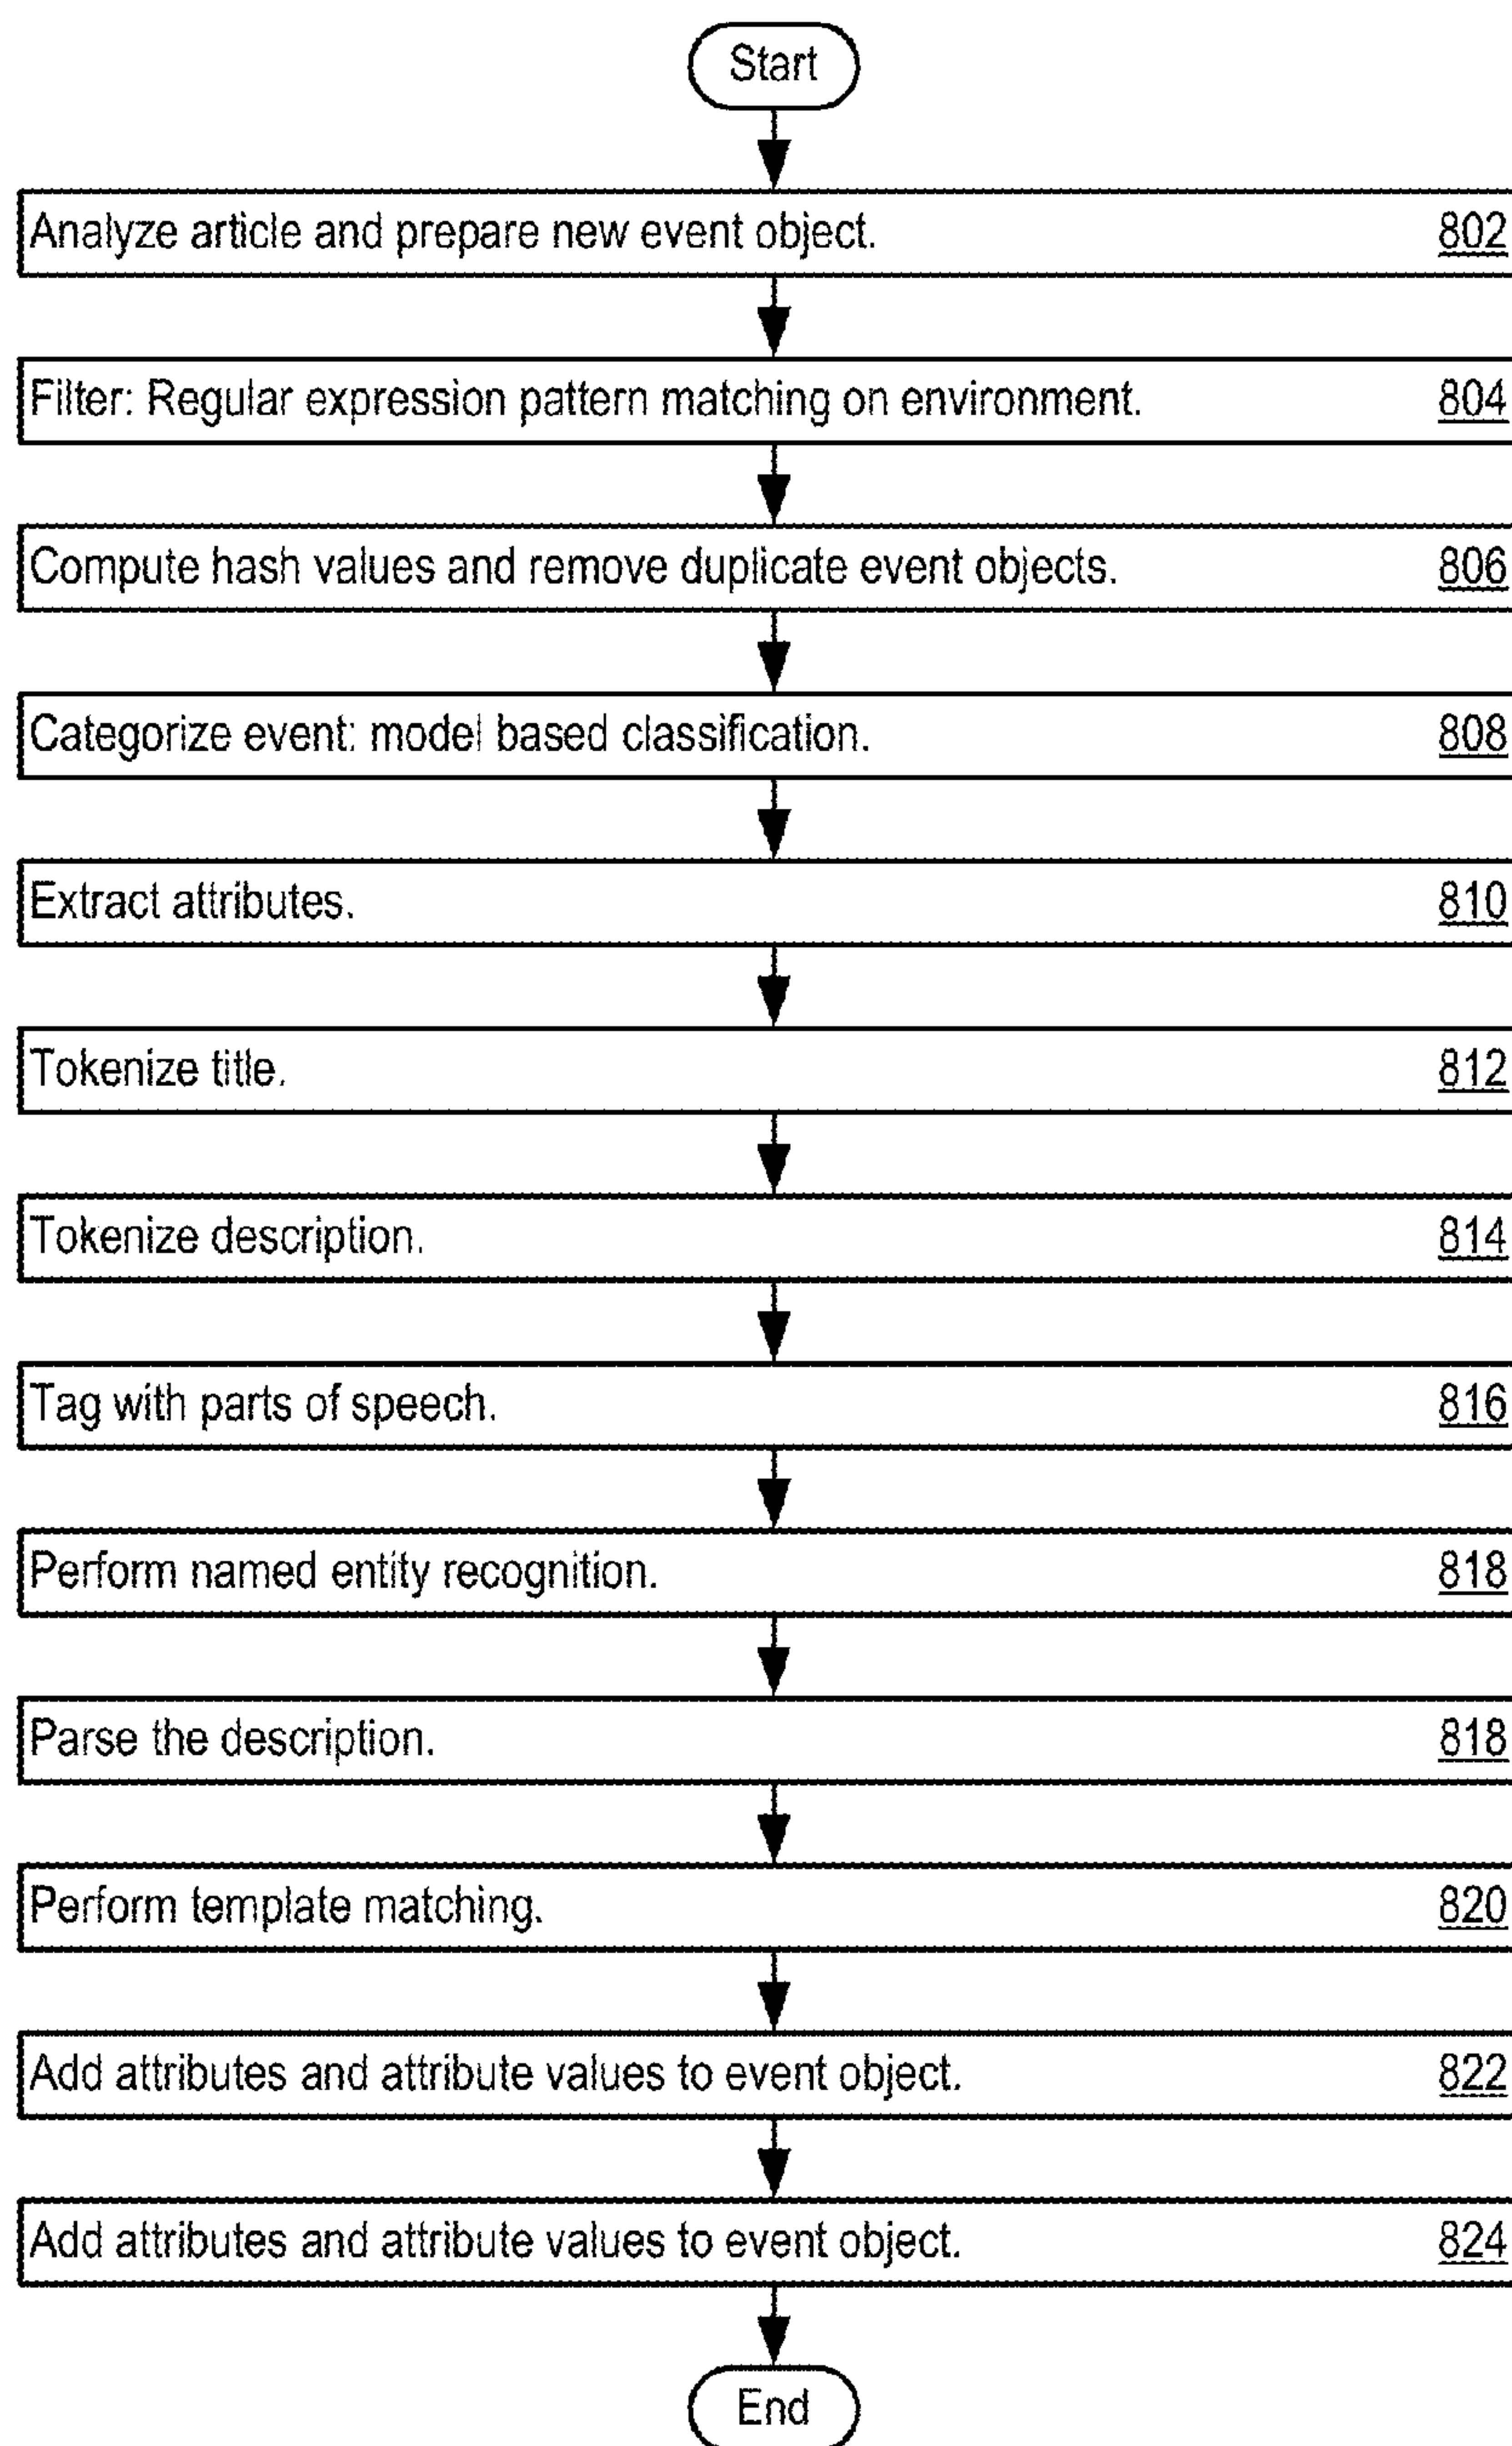 Start
Analyze article and prepare new event object. 802
Filter: Regular expression pattern matching on environment. 804
Compute hash values and remove duplicate event objects. 806
Categorize event: model based classification. 808
Extract attributes. 810
Tokenize title. 812
Tokenize description. 814
Tag with parts of speech. 816
Perform named entity recognition. 818
Parse the description. 818
Perform template matching. 820
Add attributes and attribute values to event object. 822
Add attributes and attribute values to event object. 824
End